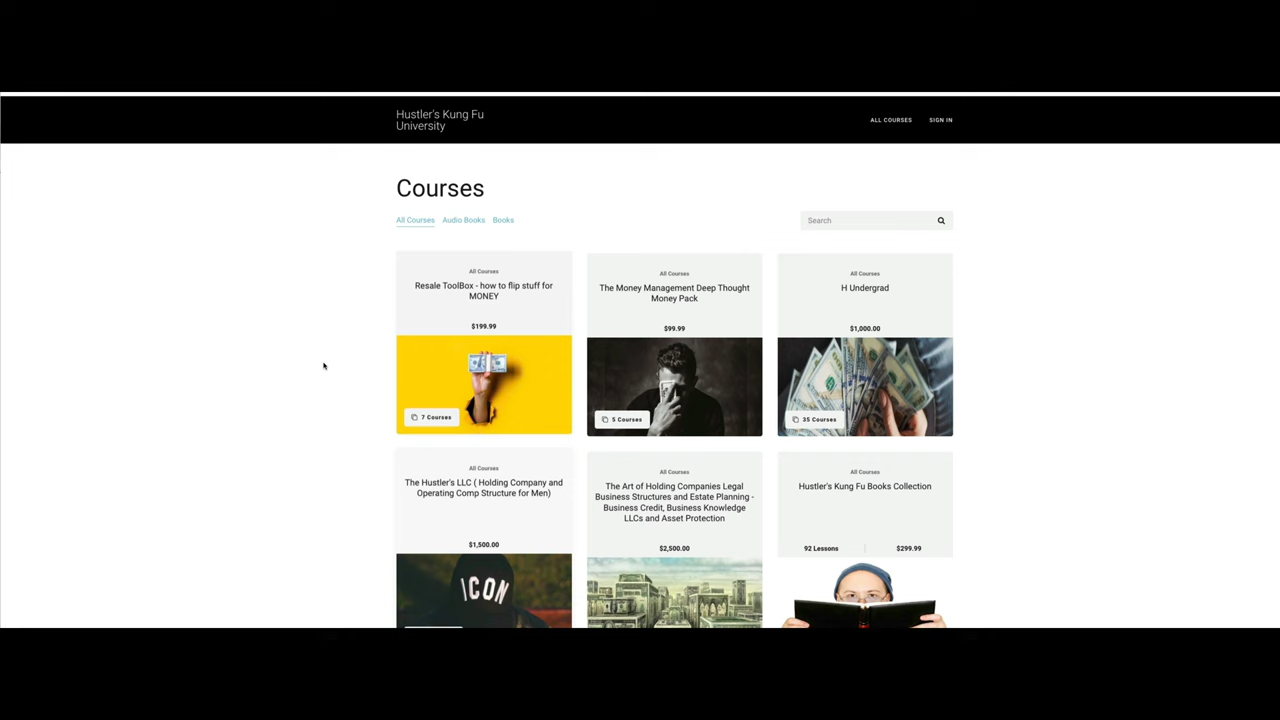 Hustler's Kung Fu
University
ALL COURSES
SIGN IN
Courses
All Courses
Audio Books
Books
Search
All Courses
Resale ToolBox - how to flip stuff for
MONEY
$199.99
7 Courses
All Courses
The Money Management Deep Thought
Money Pack
$99.99
5 Courses
All Courses
H Undergrad
$1,000.00
35 Courses
All Courses
The Hustler's LLC ( Holding Company and
Operating Comp Structure for Men)
$1,500.00
ICON
All Courses
The Art of Holding Companies Legal
Business Structures and Estate Planning -
Business Credit, Business Knowledge
LLCs and Asset Protection
$2,500.00
All Courses
Hustler's Kung Fu Books Collection
92 Lessons
$299.99